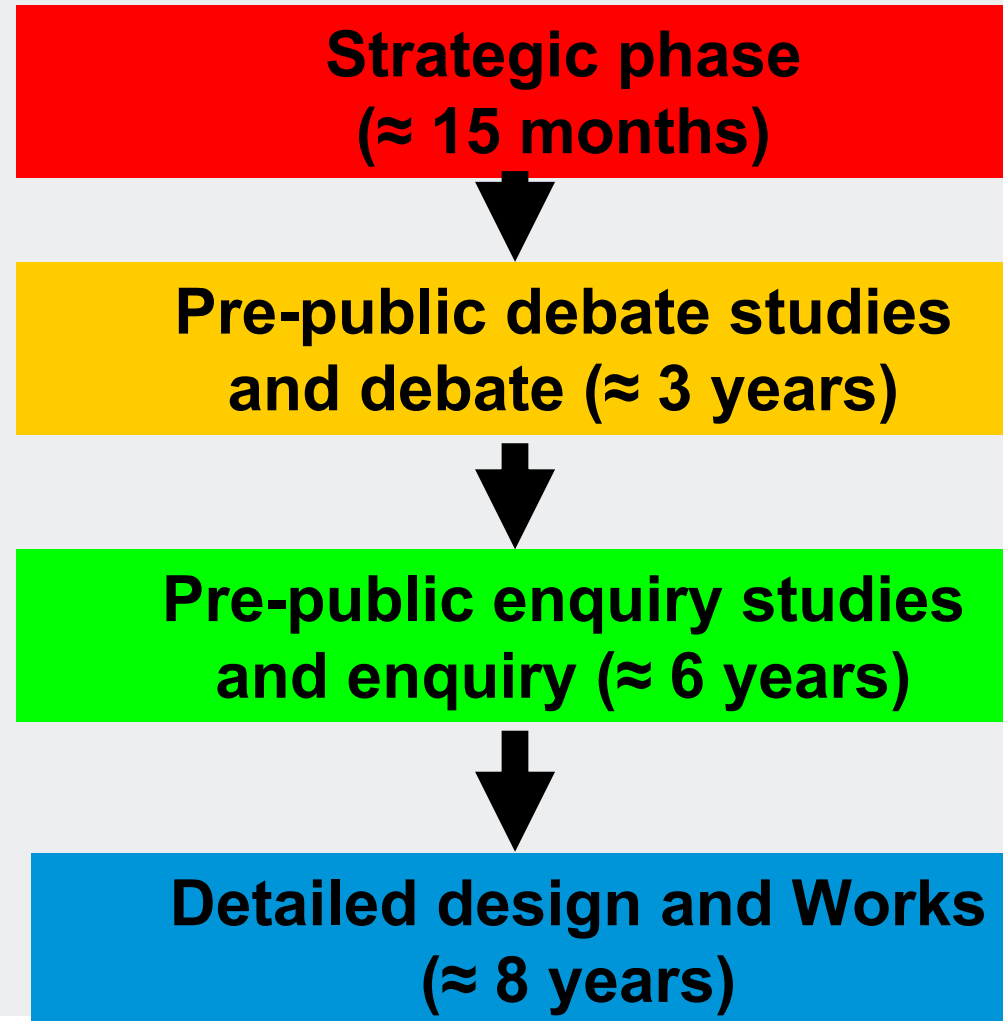 Strategic phase
(≈ 15 months)
Pre-public debate studies
and debate (≈ 3 years)
Pre-public enquiry studies
and enquiry (≈ 6 years)
Detailed design and Works
(≈ 8 years)